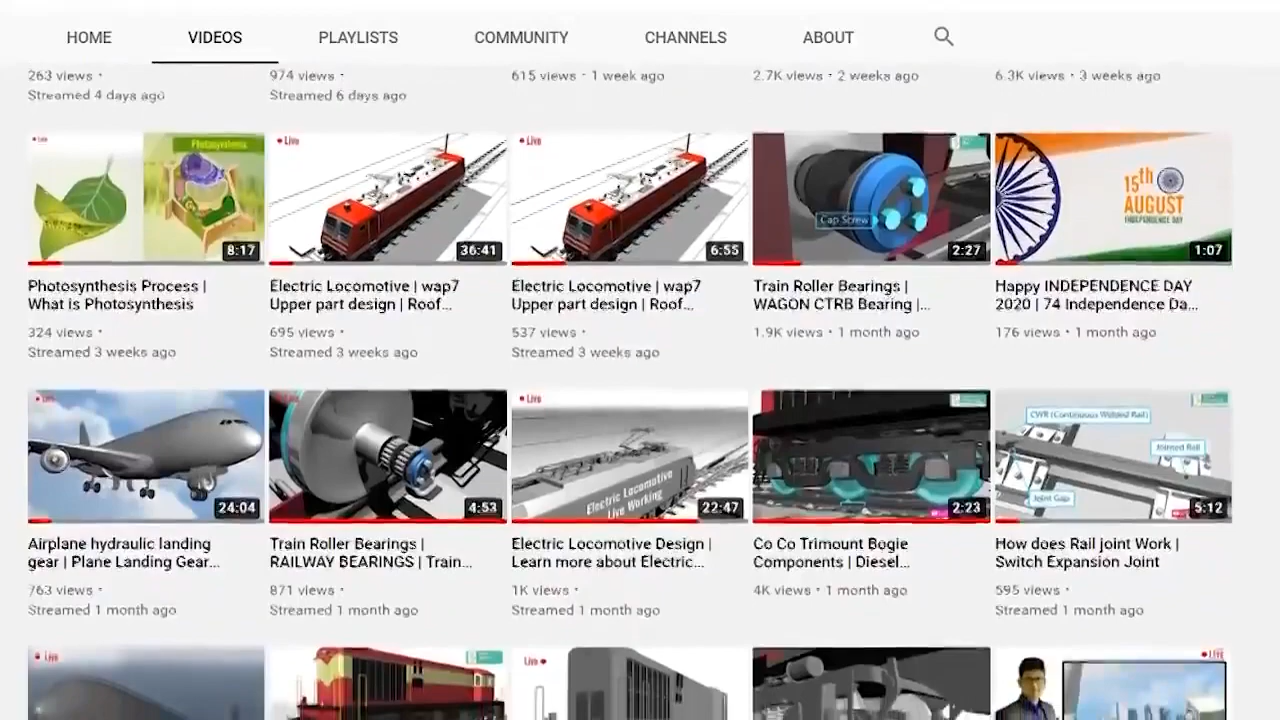 HOME VIDEOS PLAYLISTS COMMUNITY CHANNELS ABOUT
263 views · 974 views · 615 views · 1 week ago 2.7K views · 2 weeks ago 6.3K views · 3 weeks ago
Streamed 4 days ago Streamed 6 days ago
Live
Photosynthesis
8:17
Live
36:41
Live
6:55
Cap Screw
2:27
15th
AUGUST
INDEPENDENCE DAY
1:07
Photosynthesis Process |
What is Photosynthesis
324 views ·
Streamed 3 weeks ago
Electric Locomotive | wap7
Upper part design | Roof...
695 views ·
Streamed 3 weeks ago
Electric Locomotive | wap7
Upper part design | Roof...
537 views ·
Streamed 3 weeks ago
Train Roller Bearings |
WAGON CTRB Bearing |...
1.9K views · 1 month ago
Happy INDEPENDENCE DAY
2020 | 74 Independence Da...
176 views · 1 month ago
Live
24:04
Live
4:53
Live
Electric Locomotive
Live Working
22:47
2:23
CWR (Continuous Welded Rail)
Jointed Rail
Joint Gap
5:12
Airplane hydraulic landing
gear | Plane Landing Gear...
763 views ·
Streamed 1 month ago
Train Roller Bearings |
RAILWAY BEARINGS | Train...
871 views ·
Streamed 1 month ago
Electric Locomotive Design |
Learn more about Electric...
1K views ·
Streamed 1 month ago
Co Co Trimount Bogie
Components | Diesel...
4K views · 1 month ago
How does Rail joint Work |
Switch Expansion Joint
595 views ·
Streamed 1 month ago
Live
Live
LIVE